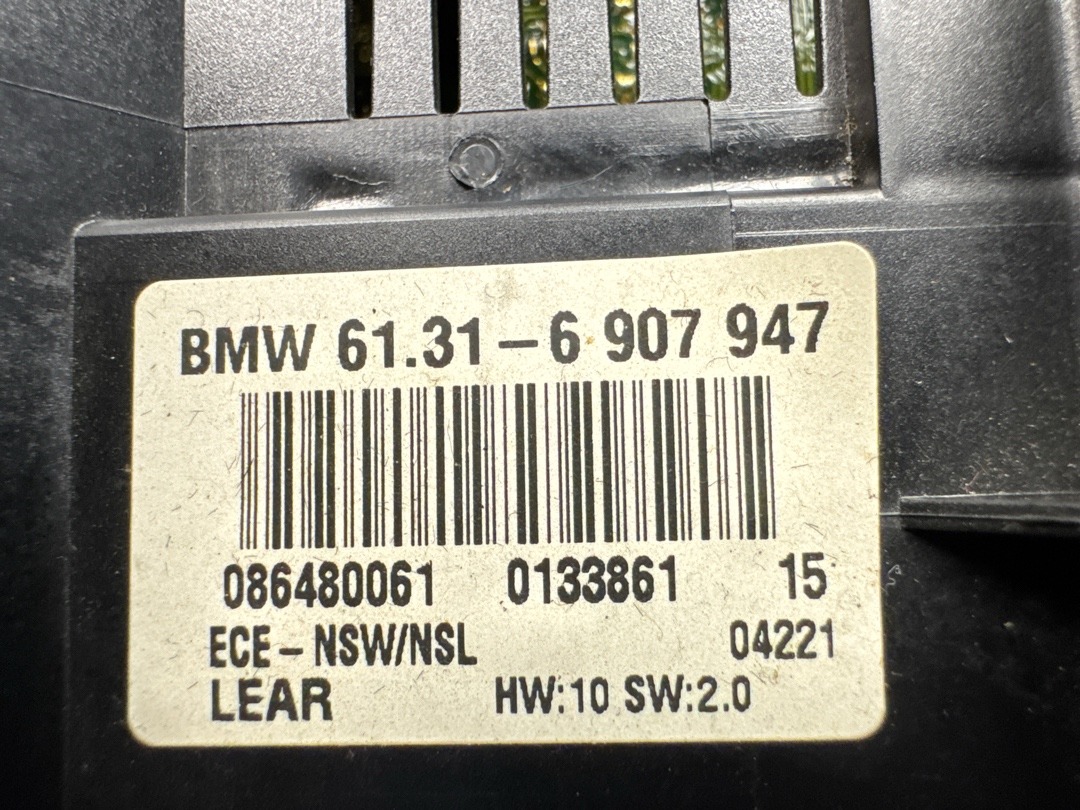 BMW 61.31-6 907 947
086480061 0133861 15
ECE-NSW/NSL 04221
LEAR HW:10 SW:2.0